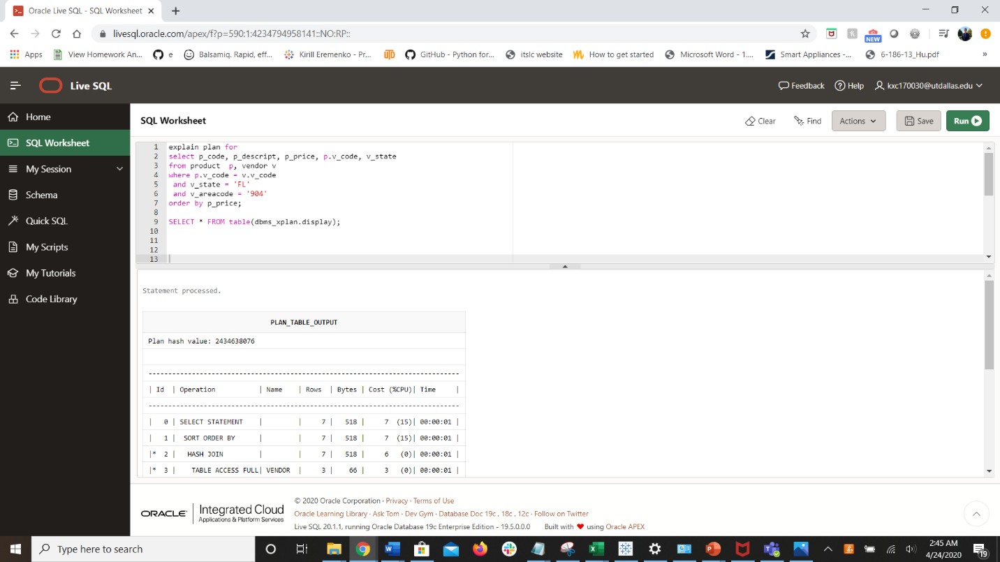 Oracle Live SQL - SQL Worksheet
livesql.oracle.com/apex/f?p=590:1:4234794958141::NO:RP::
NEW
Apps
View Homework An...
e
Balsamiq. Rapid, eff...
Kirill Eremenko - Pr...
GitHub - Python for...
itslc website
How to get started
Microsoft Word - 1....
Smart Appliances -...
6-186-13_Hu.pdf
»
Live SQL
Feedback
Help
kxc170030@utdallas.edu
Home
SQL Worksheet
My Session
Schema
Quick SQL
My Scripts
My Tutorials
Code Library
SQL Worksheet
Clear
Find
Actions
Save
Run
1 explain plan for
2 select p_code, p_descript, p_price, p.v_code, v_state
3 from product  p, vendor v
4 where p.v_code = v.v_code
5  and v_state = 'FL'
6  and v_areacode = '904'
7 order by p_price;
8
9 SELECT * FROM table(dbms_xplan.display);
10
11
12
13
Statement processed.
PLAN_TABLE_OUTPUT
Plan hash value: 2434638076
---------------------------------------------------------------------------
| Id  | Operation          | Name   | Rows  | Bytes | Cost (%CPU)| Time     |
---------------------------------------------------------------------------
|   0 | SELECT STATEMENT   |        |     7 |   518 |     7  (15)| 00:00:01 |
|   1 |  SORT ORDER BY     |        |     7 |   518 |     7  (15)| 00:00:01 |
|*  2 |   HASH JOIN        |        |     7 |   518 |     6   (0)| 00:00:01 |
|*  3 |    TABLE ACCESS FULL| VENDOR  |     3 |    66 |     3   (0)| 00:00:01 |
ORACLE
Integrated Cloud
Applications & Platform Services
© 2020 Oracle Corporation · Privacy · Terms of Use
Oracle Learning Library · Ask Tom · Dev Gym · Database Doc 19c , 18c , 12c · Follow on Twitter
Live SQL 20.1.1, running Oracle Database 19c Enterprise Edition - 19.5.0.0.0 Built with ♥ using Oracle APEX
Type here to search
2:45 AM
4/24/2020
19